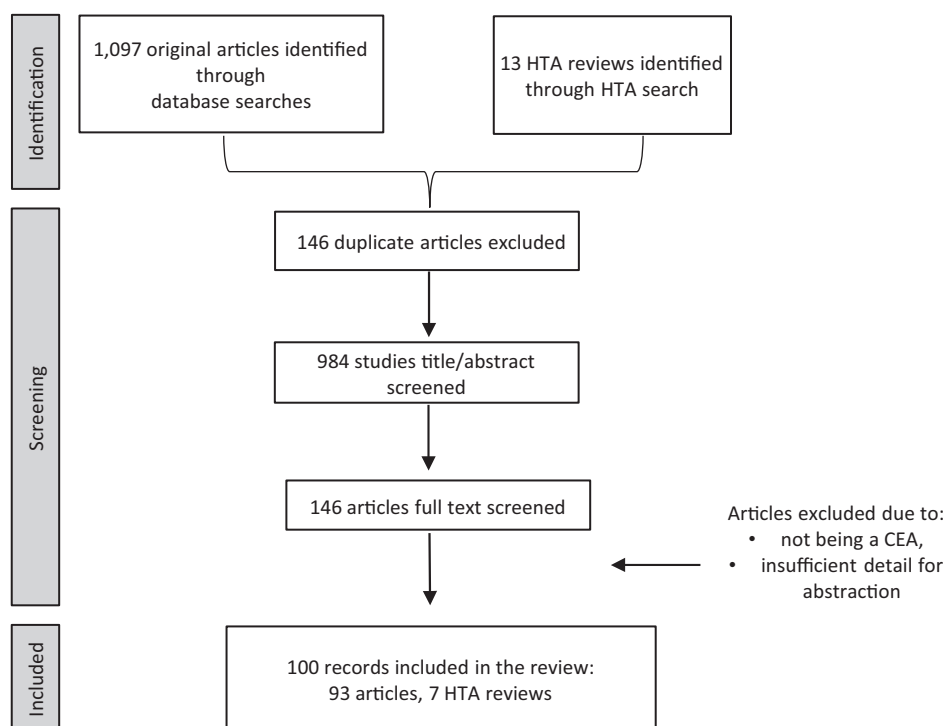 Identification
1,097 original articles identified
through
database searches
13 HTA reviews identified
through HTA search
Screening
146 duplicate articles excluded
984 studies title/abstract
screened
146 articles full text screened
Articles excluded due to:
• not being a CEA,
• insufficient detail for
abstraction
Included
100 records included in the review:
93 articles, 7 HTA reviews